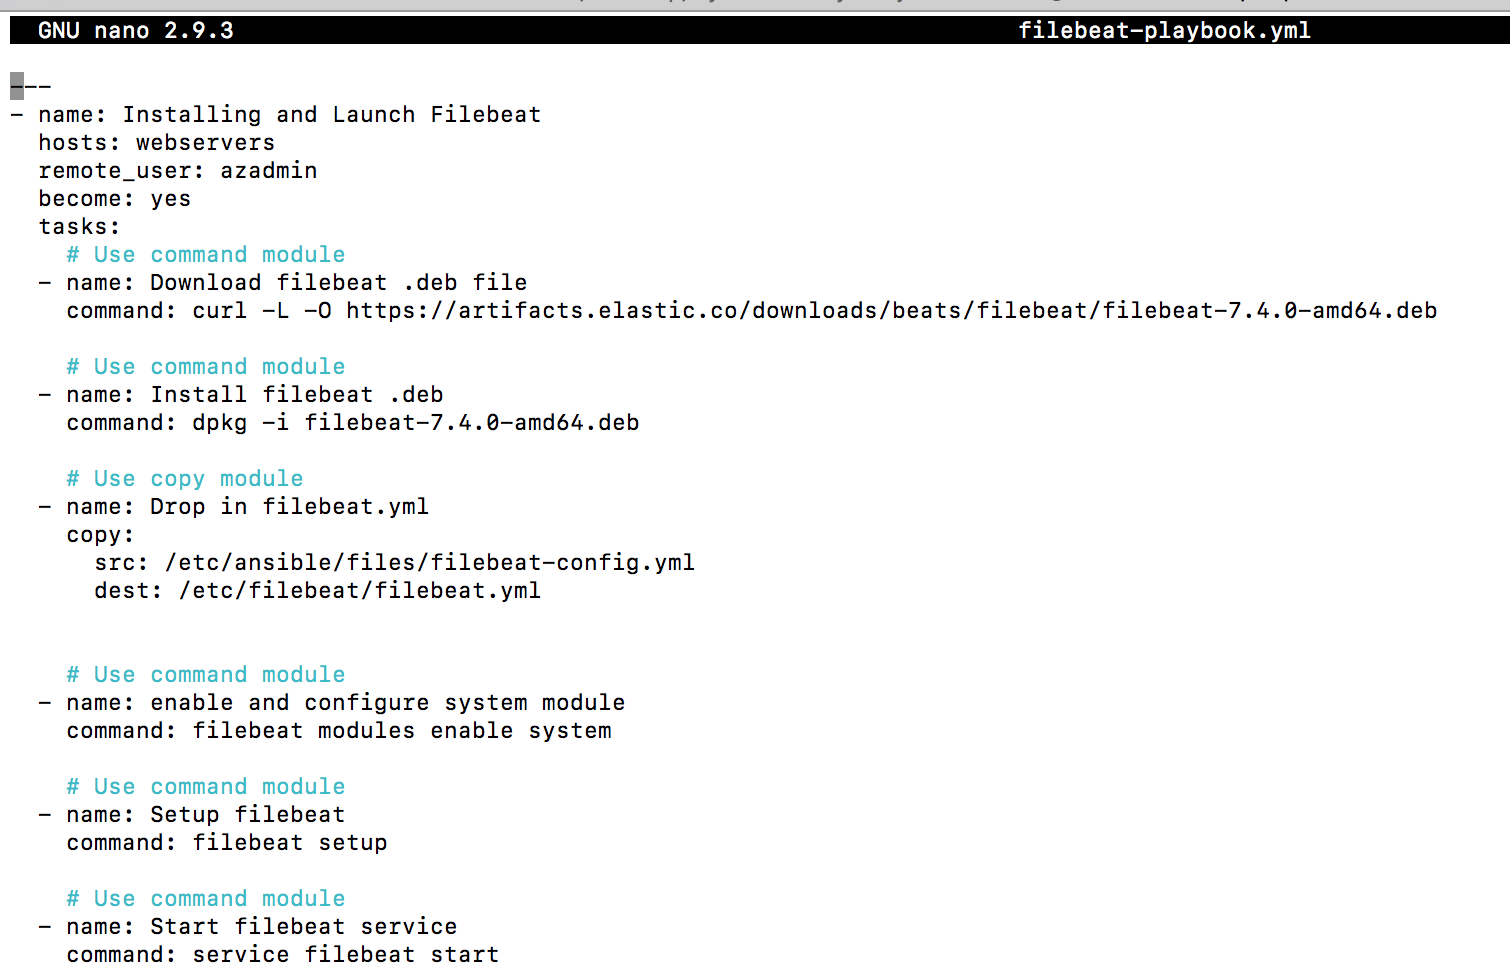 GNU nano 2.9.3 filebeat-playbook.yml
---
- name: Installing and Launch Filebeat
  hosts: webservers
  remote_user: azadmin
  become: yes
  tasks:
    # Use command module
  - name: Download filebeat .deb file
    command: curl -L -O https://artifacts.elastic.co/downloads/beats/filebeat/filebeat-7.4.0-amd64.deb
    # Use command module
  - name: Install filebeat .deb
    command: dpkg -i filebeat-7.4.0-amd64.deb
    # Use copy module
  - name: Drop in filebeat.yml
    copy:
      src: /etc/ansible/files/filebeat-config.yml
      dest: /etc/filebeat/filebeat.yml
    # Use command module
  - name: enable and configure system module
    command: filebeat modules enable system
    # Use command module
  - name: Setup filebeat
    command: filebeat setup
    # Use command module
  - name: Start filebeat service
    command: service filebeat start